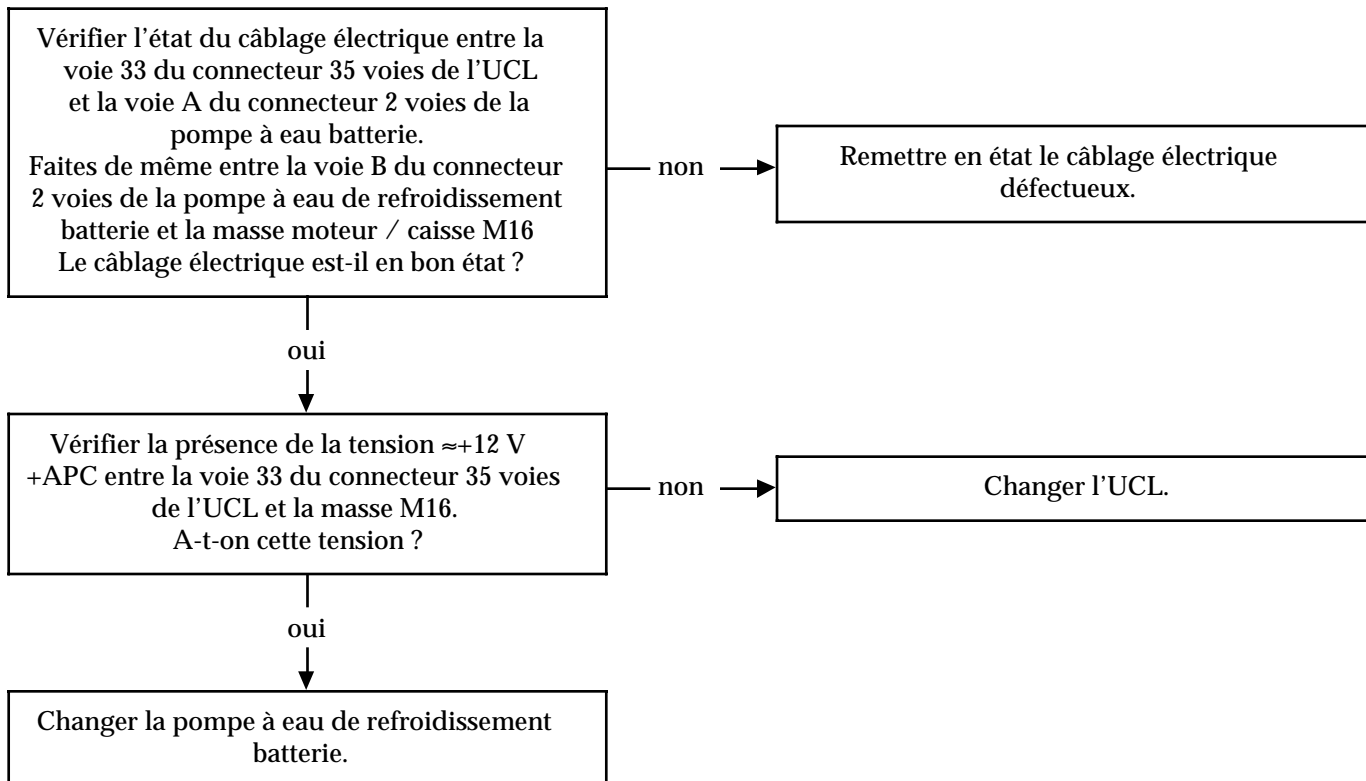 Vérifier l'état du câblage électrique entre la
voie 33 du connecteur 35 voies de l'UCL
et la voie A du connecteur 2 voies de la
pompe à eau batterie.
Faites de même entre la voie B du connecteur
2 voies de la pompe à eau de refroidissement
batterie et la masse moteur / caisse M16
Le câblage électrique est-il en bon état ?
non
Remettre en état le câblage électrique
défectueux.
oui
Vérifier la présence de la tension ≈+12 V
+APC entre la voie 33 du connecteur 35 voies
de l'UCL et la masse M16.
A-t-on cette tension ?
non
Changer l'UCL.
oui
Changer la pompe à eau de refroidissement
batterie.